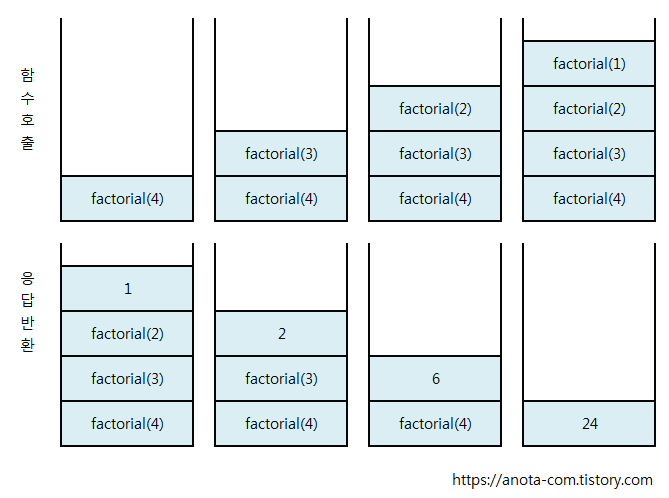 함수호출
factorial(4)
factorial(3)
factorial(4)
factorial(2)
factorial(3)
factorial(4)
factorial(1)
factorial(2)
factorial(3)
factorial(4)
응답반환
1
factorial(2)
factorial(3)
factorial(4)
2
factorial(3)
factorial(4)
6
factorial(4)
24
https://anota-com.tistory.com